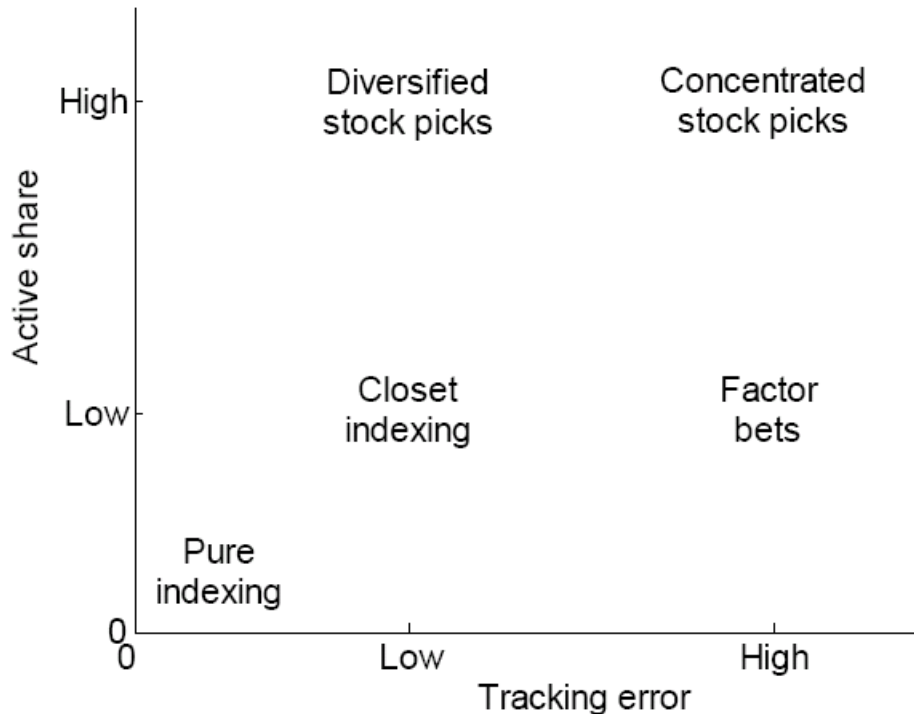 High
Diversified
stock picks
Concentrated
stock picks
Active share
Low
Closet
indexing
Factor
bets
Pure
indexing
0
0
Low
High
Tracking error